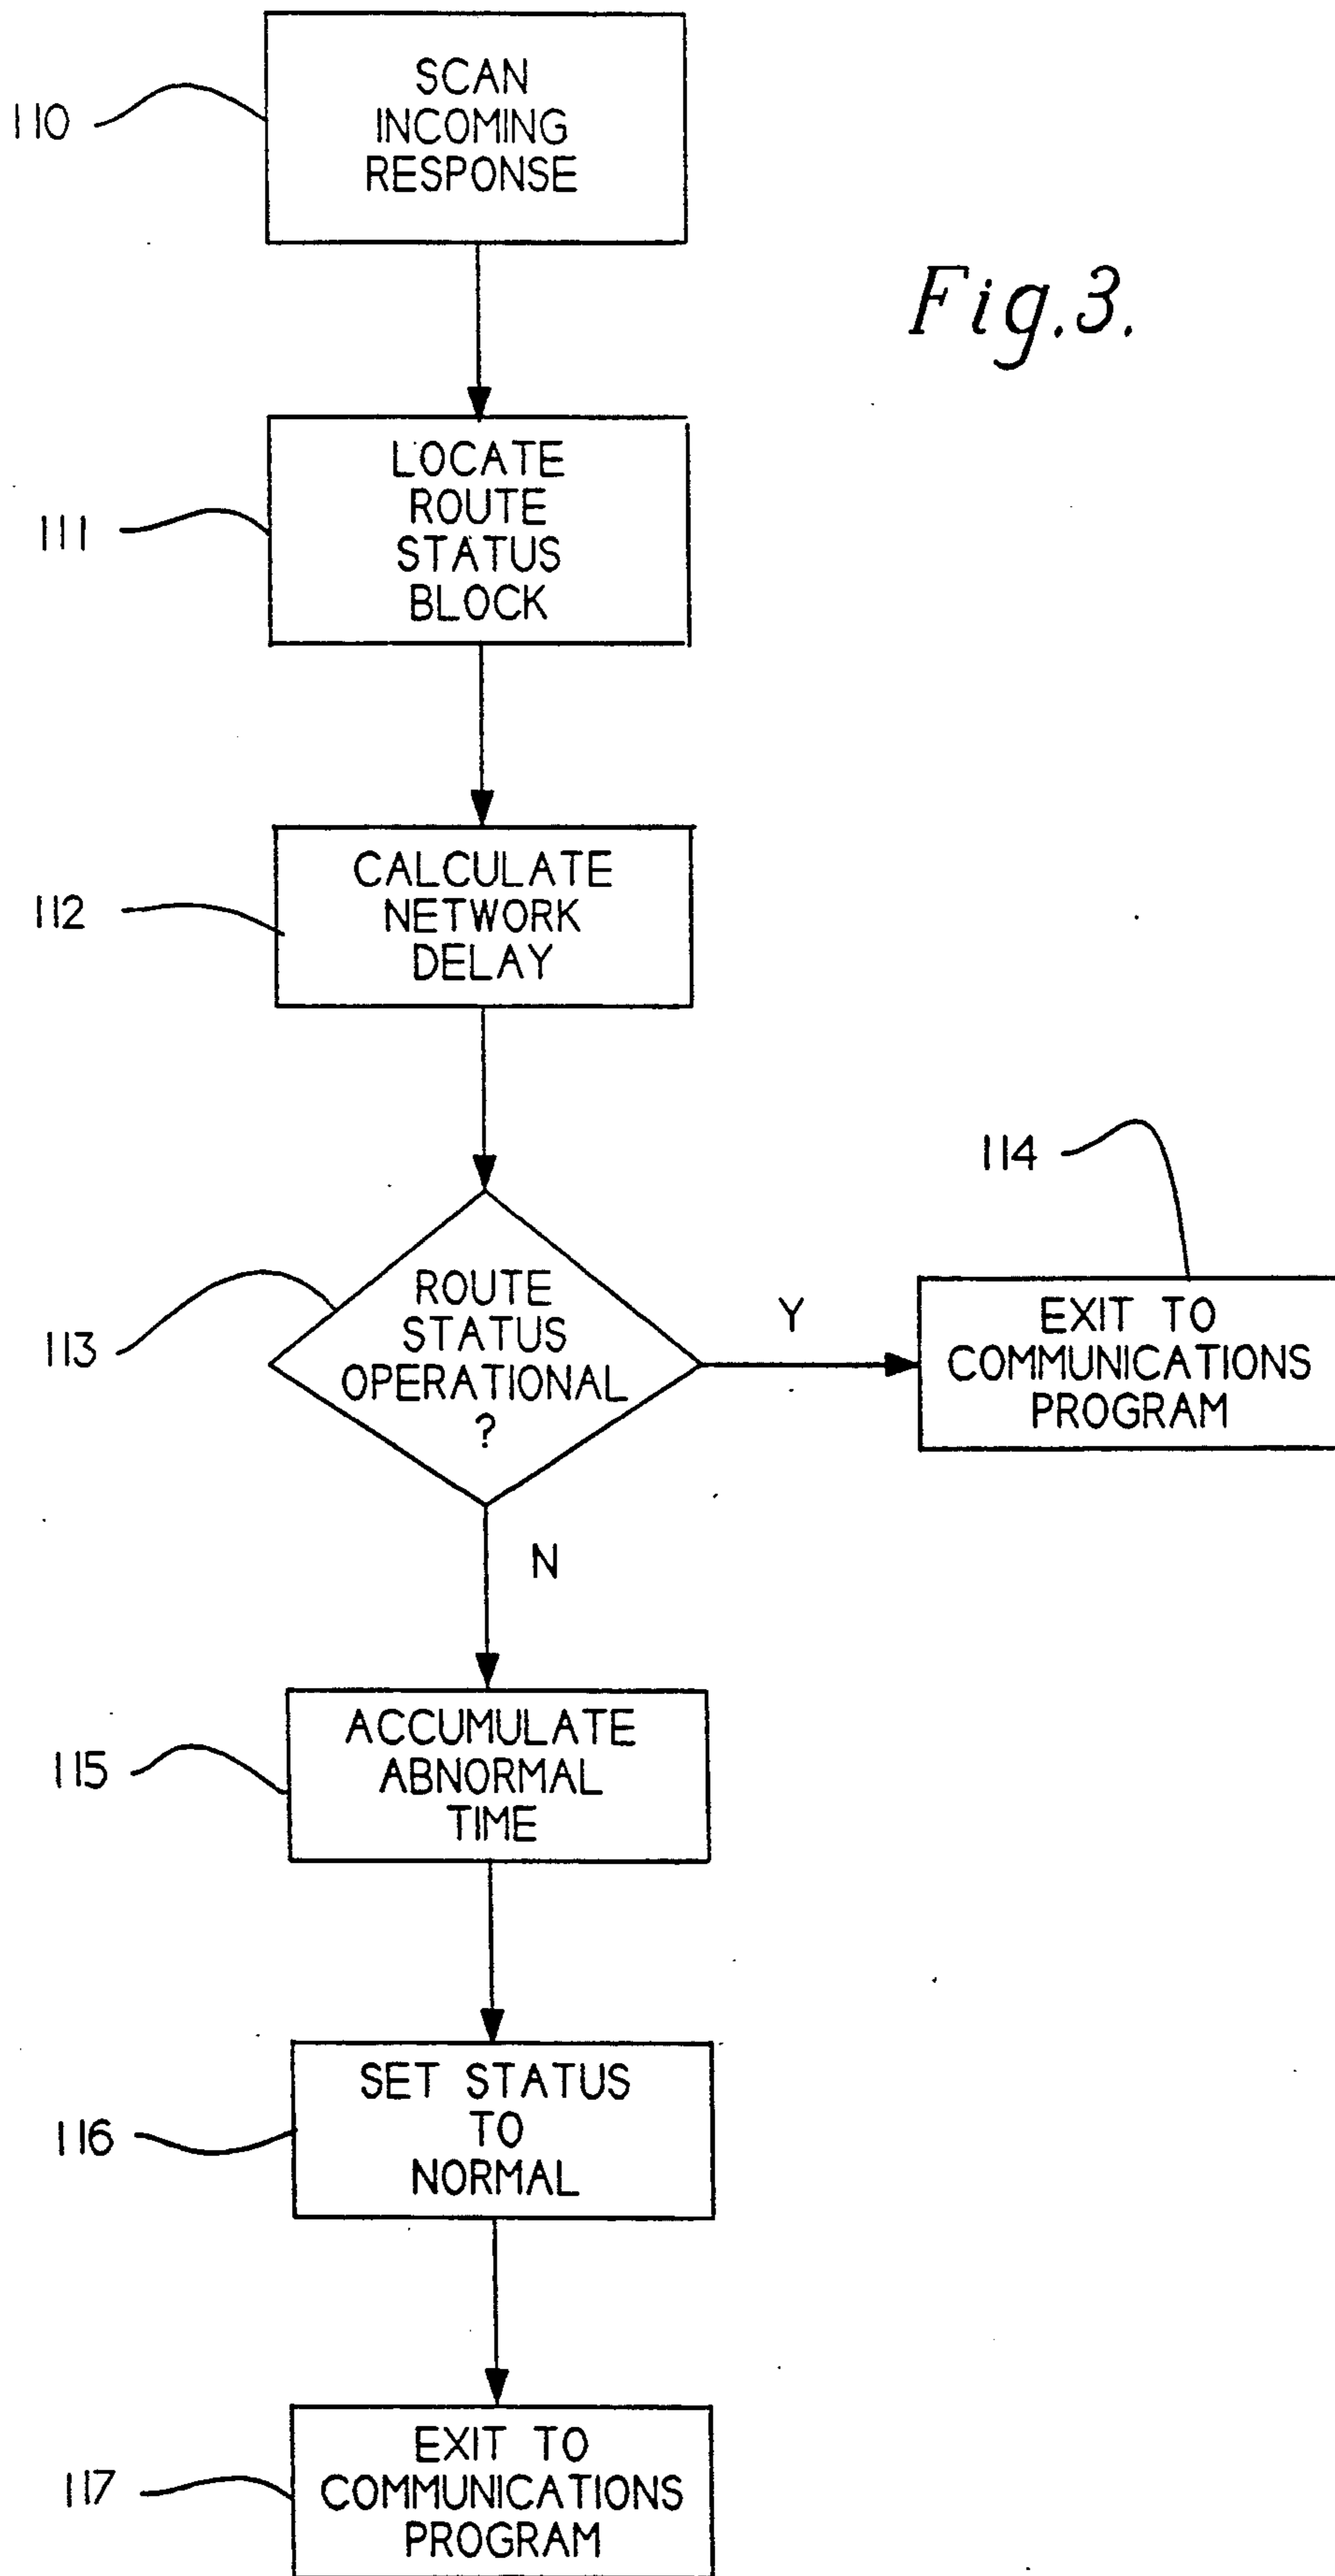 110
SCAN
INCOMING
RESPONSE
Fig.3.
111
LOCATE
ROUTE
STATUS
BLOCK
112
CALCULATE
NETWORK
DELAY
113
ROUTE
STATUS
OPERATIONAL
?
Y
114
EXIT TO
COMMUNICATIONS
PROGRAM
N
115
ACCUMULATE
ABNORMAL
TIME
116
SET STATUS
TO
NORMAL
117
EXIT TO
COMMUNICATIONS
PROGRAM